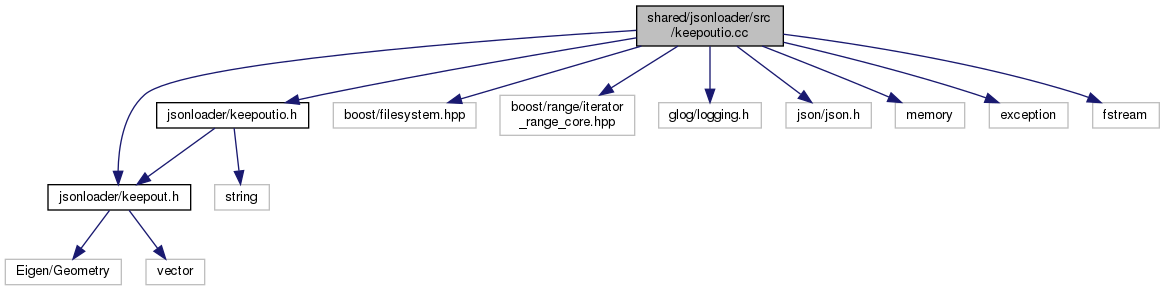 shared/jsonloader/src
/keepoutio.cc
jsonloader/keepoutio.h
boost/filesystem.hpp
boost/range/iterator
_range_core.hpp
glog/logging.h
json/json.h
memory
exception
fstream
jsonloader/keepout.h
string
Eigen/Geometry
vector